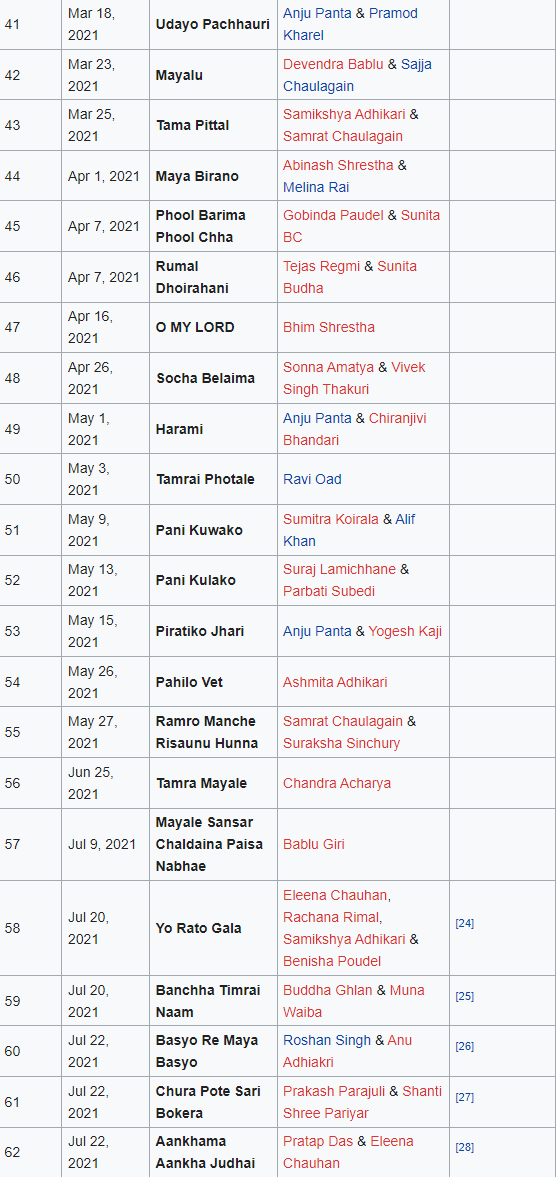 41
Mar 18,
2021
Udayo Pachhauri
Anju Panta & Pramod
Kharel
42
Mar 23,
2021
Mayalu
Devendra Bablu & Sajja
Chaulagain
43
Mar 25,
2021
Tama Pittal
Samikshya Adhikari &
Samrat Chaulagain
44
Apr 1, 2021
Maya Birano
Abinash Shrestha &
Melina Rai
45
Apr 7, 2021
Phool Barima
Phool Chha
Gobinda Paudel & Sunita
BC
46
Apr 7, 2021
Rumal
Dhoirahani
Tejas Regmi & Sunita
Budha
47
Apr 16,
2021
O MY LORD
Bhim Shrestha
48
Apr 26,
2021
Socha Belaima
Sonna Amatya & Vivek
Singh Thakuri
49
May 1,
2021
Harami
Anju Panta & Chiranjivi
Bhandari
50
May 3,
2021
Tamrai Photale
Ravi Oad
51
May 9,
2021
Pani Kuwako
Sumitra Koirala & Alif
Khan
52
May 13,
2021
Pani Kulako
Suraj Lamichhane &
Parbati Subedi
53
May 15,
2021
Piratiko Jhari
Anju Panta & Yogesh Kaji
54
May 26,
2021
Pahilo Vet
Ashmita Adhikari
55
May 27,
2021
Ramro Manche
Risaunu Hunna
Samrat Chaulagain &
Suraksha Sinchury
56
Jun 25,
2021
Tamra Mayale
Chandra Acharya
57
Jul 9, 2021
Mayale Sansar
Chaldaina Paisa
Nabhae
Bablu Giri
58
Jul 20,
2021
Yo Rato Gala
Eleena Chauhan,
Rachana Rimal,
Samikshya Adhikari &
Benisha Poudel
[24]
59
Jul 20,
2021
Banchha Timrai
Naam
Buddha Ghlan & Muna
Waiba
[25]
60
Jul 22,
2021
Basyo Re Maya
Basyo
Roshan Singh & Anu
Adhiakri
[26]
61
Jul 22,
2021
Chura Pote Sari
Bokera
Prakash Parajuli & Shanti
Shree Pariyar
[27]
62
Jul 22,
2021
Aankhama
Aankha Judhai
Pratap Das & Eleena
Chauhan
[28]